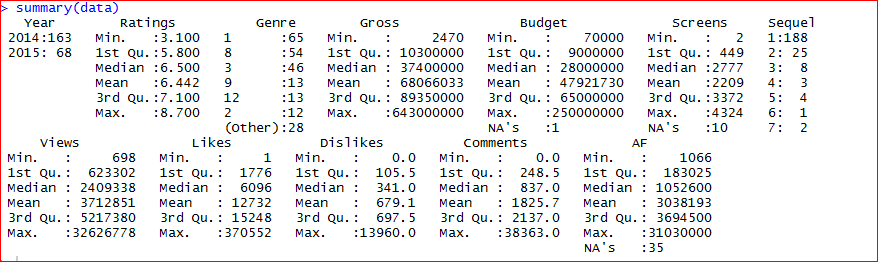 > summary(data)
Year Ratings Genre Gross Budget Screens Sequel
2014:163 Min. :3.100 1 :65 Min. : 2470 Min. : 70000 Min. : 2 1:188
2015: 68 1st Qu.:5.800 8 :54 1st Qu.: 10300000 1st Qu.: 9000000 1st Qu.: 449 2: 25
Median :6.500 3 :46 Median : 37400000 Median : 28000000 Median :2777 3: 8
Mean :6.442 9 :13 Mean : 68066033 Mean : 47921730 Mean :2209 4: 3
3rd Qu.:7.100 12 :13 3rd Qu.: 89350000 3rd Qu.: 65000000 3rd Qu.:3372 5: 4
Max. :8.700 2 :12 Max. :643000000 Max. :250000000 Max. :4324 6: 1
(Other):28 NA's :1 NA's :10 7: 2
Views Likes Dislikes Comments AF
Min. : 698 Min. : 1 Min. : 0.0 Min. : 0.0 Min. : 1066
1st Qu.: 623302 1st Qu.: 1776 1st Qu.: 105.5 1st Qu.: 248.5 1st Qu.: 183025
Median : 2409338 Median : 6096 Median : 341.0 Median : 837.0 Median : 1052600
Mean : 3712851 Mean : 12732 Mean : 679.1 Mean : 1825.7 Mean : 3038193
3rd Qu.: 5217380 3rd Qu.: 15248 3rd Qu.: 697.5 3rd Qu.: 2137.0 3rd Qu.: 3694500
Max. :32626778 Max. :370552 Max. :13960.0 Max. :38363.0 Max. :31030000
NA's :35